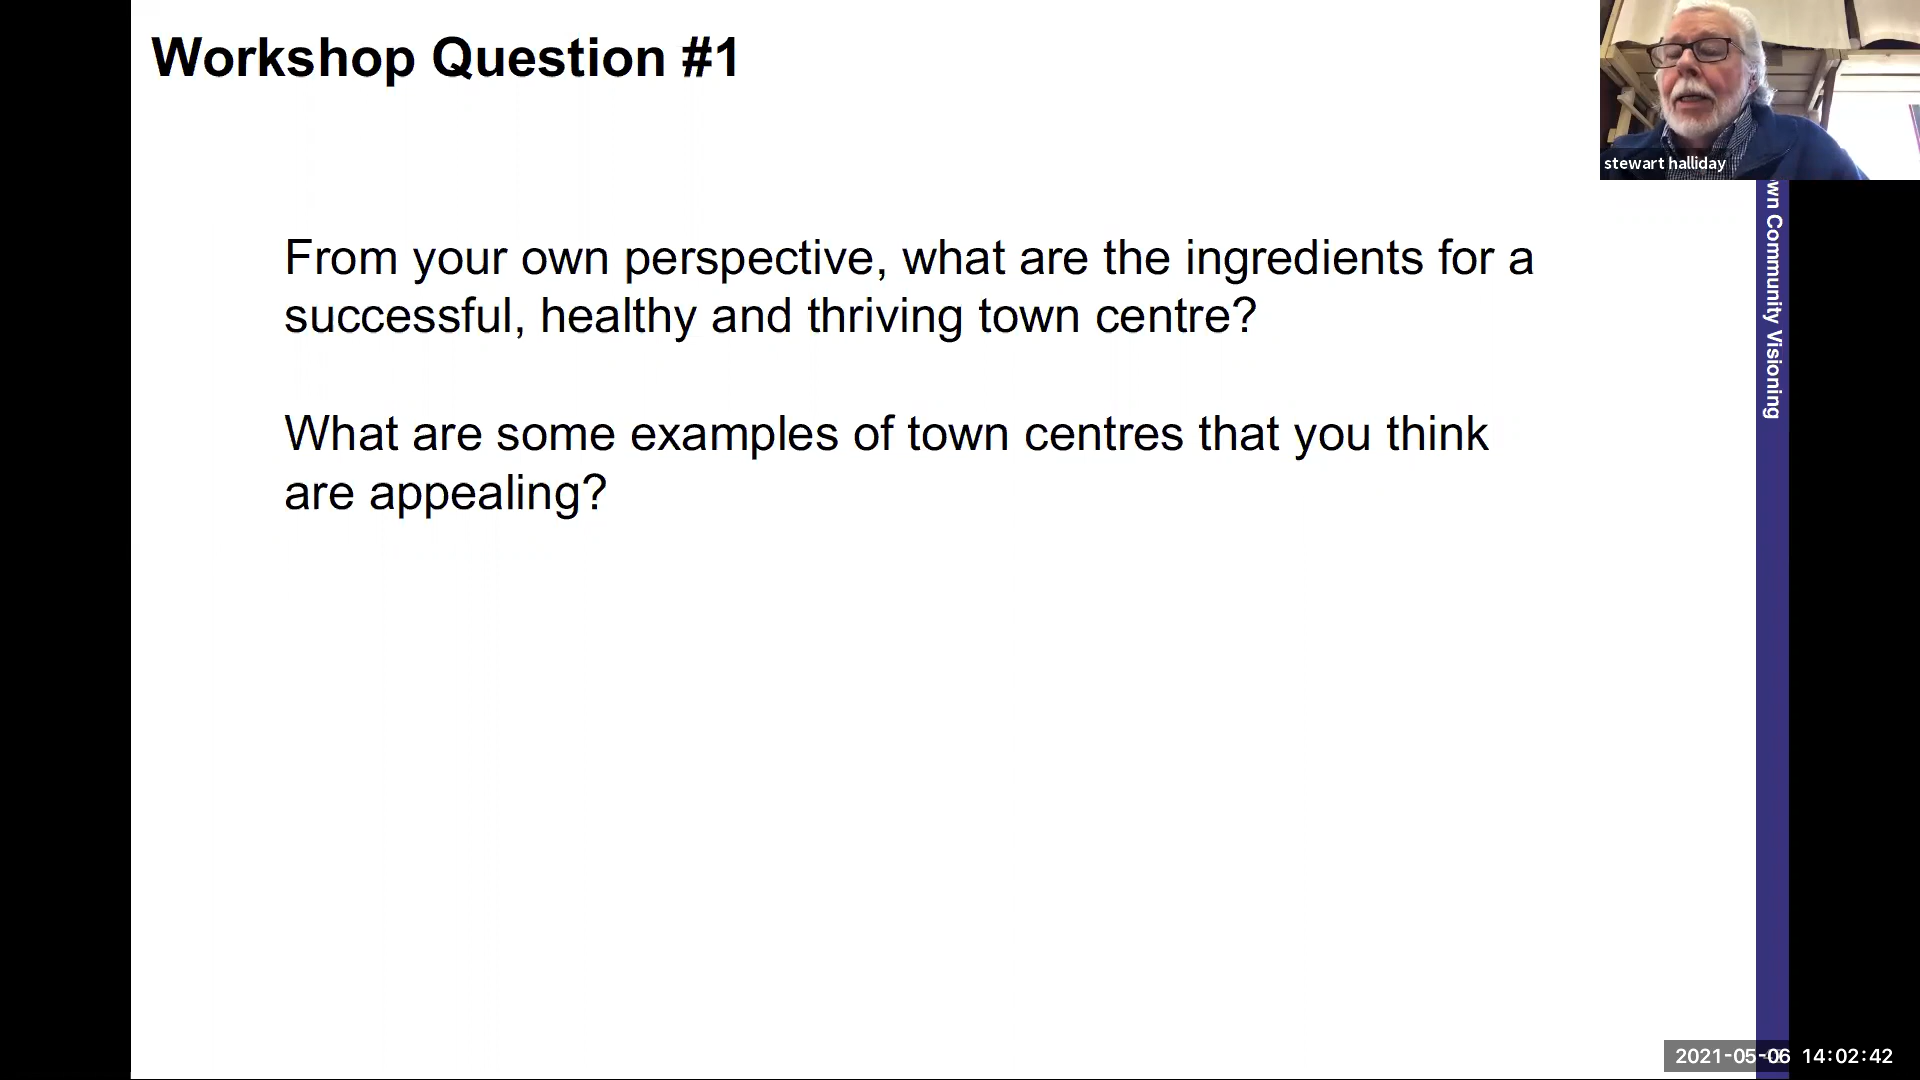 Workshop Question #1
stewart halliday
From your own perspective, what are the ingredients for a
successful, healthy and thriving town centre?
What are some examples of town centres that you think
are appealing?
Community Visioning
2021-05-06 14:02:42